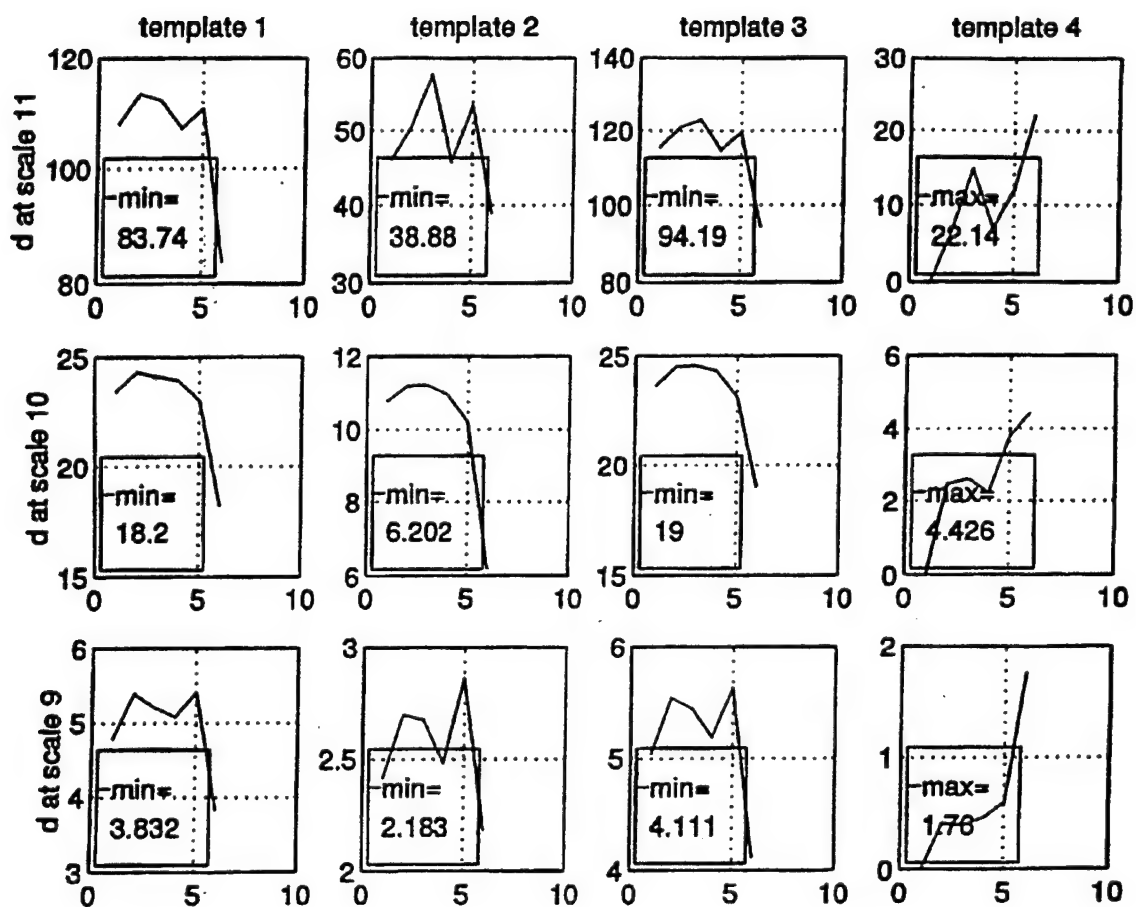 template 1 template 2 template 3 template 4
d at scale 11
120
100
80
0 5 10
min=
83.74
60
50
40
30
0 5 10
min=
38.88
140
120
100
80
0 5 10
min=
94.19
30
20
10
0
0 5 10
max=
22.14
d at scale 10
25
20
15
0 5 10
min=
18.2
12
10
8
6
0 5 10
min=
6.202
25
20
15
0 5 10
min=
19
6
4
2
0
0 5 10
max=
4.426
d at scale 9
6
5
4
3
0 5 10
min=
3.832
3
2.5
2
0 5 10
min=
2.183
6
5
4
0 5 10
min=
4.111
2
1
0
0 5 10
max=
1.76